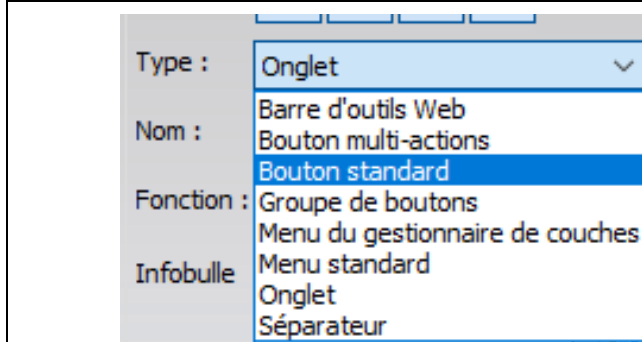 Type : Onglet
Barre d'outils Web
Nom : Bouton multi-actions
Bouton standard
Fonction : Groupe de boutons
Menu du gestionnaire de couches
Infobulle Menu standard
Onglet
Séparateur